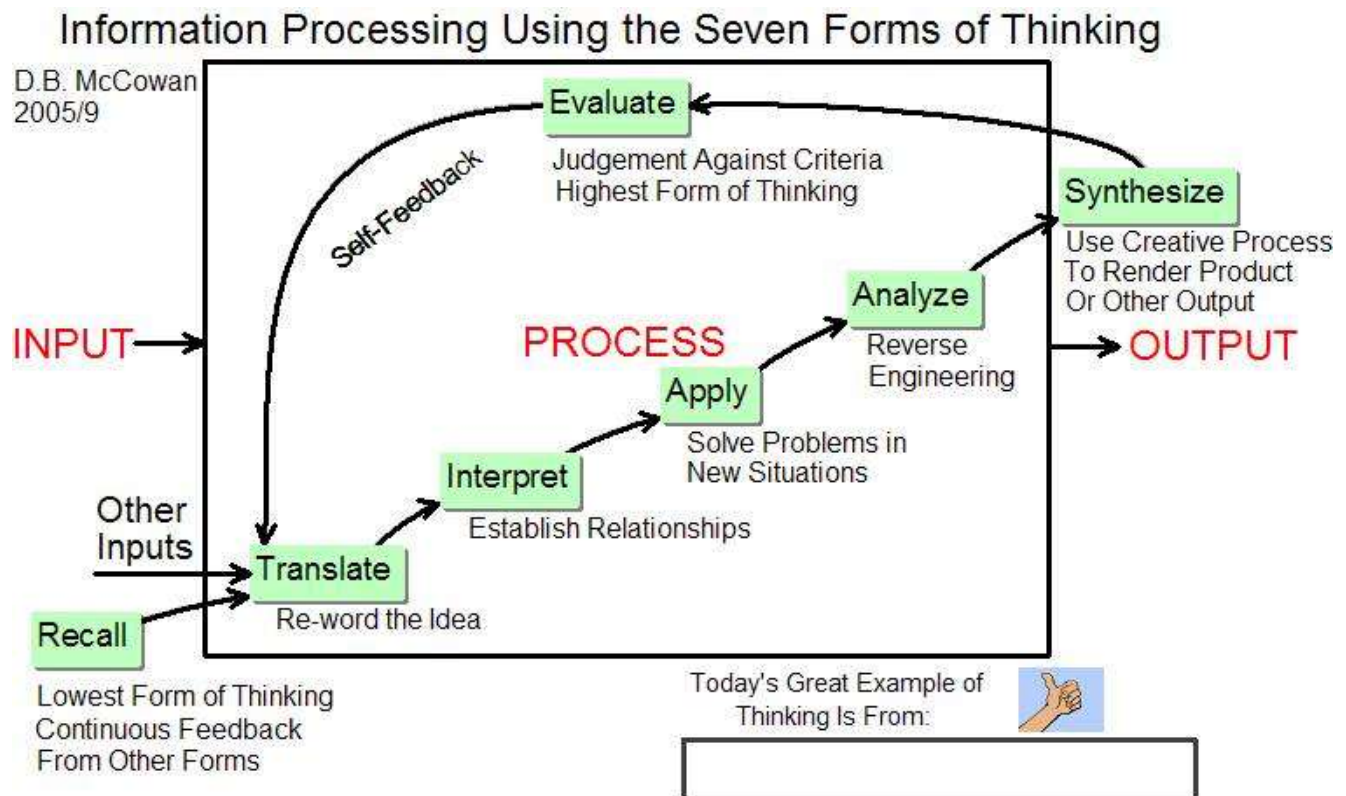 Information Processing Using the Seven Forms of Thinking
D.B. McCowan
2005/9
Evaluate
Judgement Against Criteria
Highest Form of Thinking
Self-Feedback
Synthesize
Use Creative Process
To Render Product
Or Other Output
Analyze
Reverse
Engineering
INPUT
PROCESS
OUTPUT
Apply
Solve Problems in
New Situations
Interpret
Establish Relationships
Other
Inputs
Translate
Re-word the Idea
Recall
Lowest Form of Thinking
Continuous Feedback
From Other Forms
Today's Great Example of
Thinking Is From: